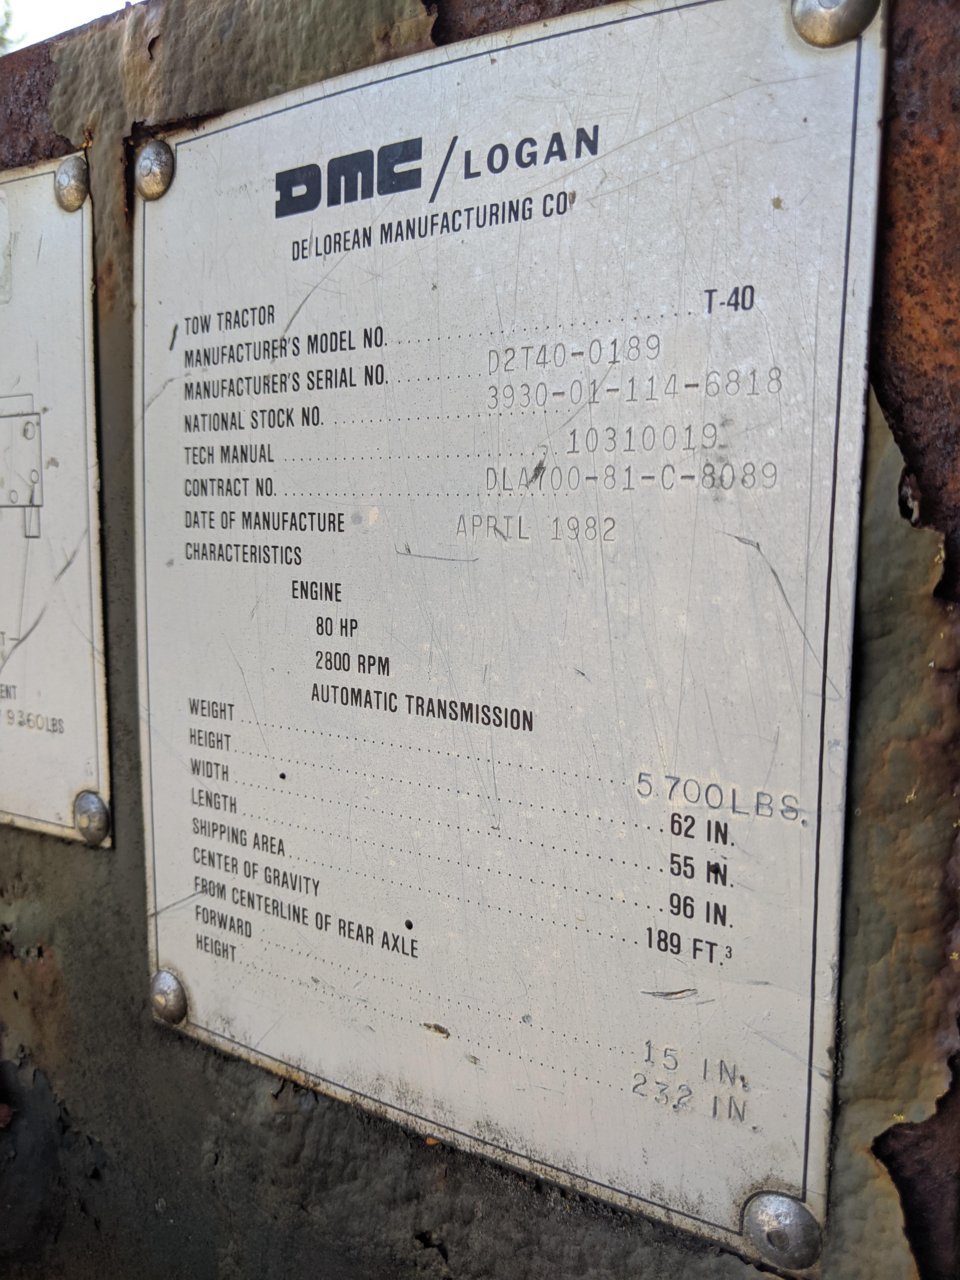 DMC / LOGAN
DE LOREAN MANUFACTURING CO
TOW TRACTOR
MANUFACTURER'S MODEL NO. T-40
MANUFACTURER'S SERIAL NO. D2T40-0189
NATIONAL STOCK NO. 3930-01-114-6818
TECH MANUAL 10310019
CONTRACT NO. DLA700-81-C-8089
DATE OF MANUFACTURE APRIL 1982
CHARACTERISTICS
ENGINE
80 HP
2800 RPM
AUTOMATIC TRANSMISSION
WEIGHT 5,700LBS.
HEIGHT 62 IN.
WIDTH 55 IN.
LENGTH 96 IN.
SHIPPING AREA 189 FT.³
CENTER OF GRAVITY
FROM CENTERLINE OF REAR AXLE
FORWARD 15 IN.
HEIGHT 232 IN
9360LBS